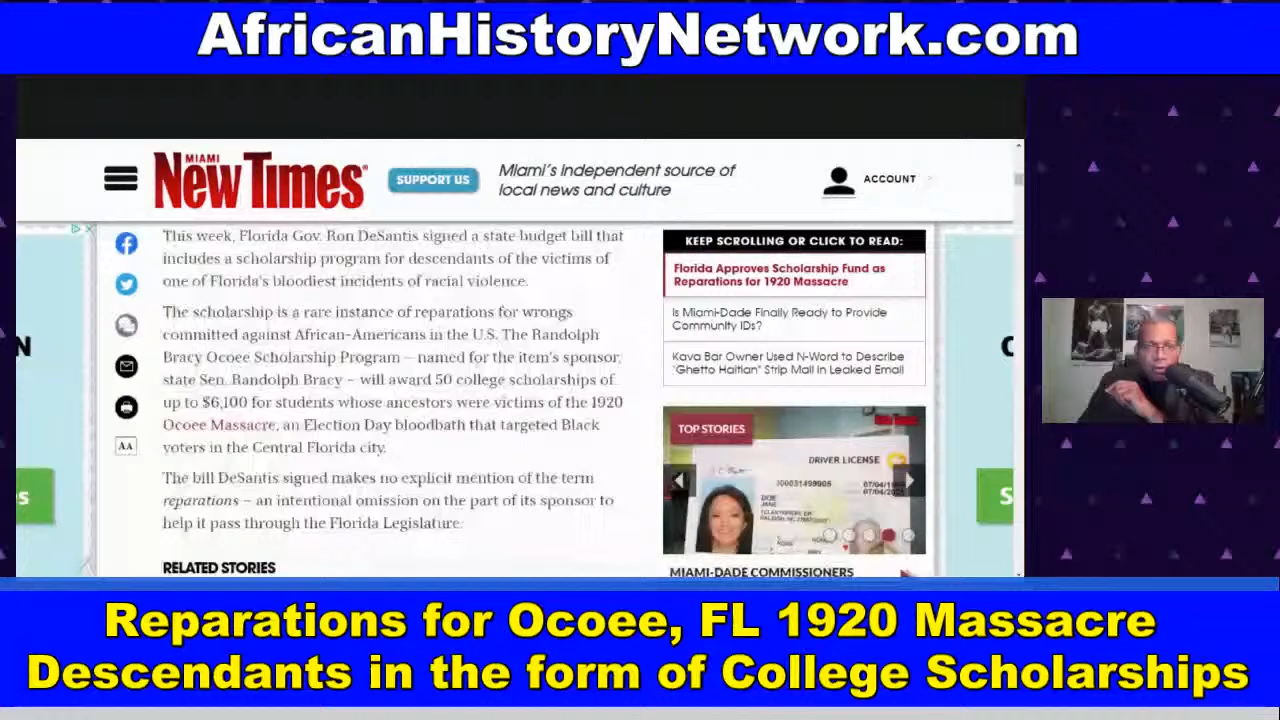 AfricanHistoryNetwork.com
MIAMI
New Times
SUPPORT US
Miami's independent source of
local news and culture
ACCOUNT
This week, Florida Gov. Ron DeSantis signed a state budget bill that
includes a scholarship program for descendants of the victims of
one of Florida's bloodiest incidents of racial violence.
The scholarship is a rare instance of reparations for wrongs
committed against African-Americans in the U.S. The Randolph
Bracy Ocoee Scholarship Program — named for the item's sponsor,
state Sen. Randolph Bracy — will award 50 college scholarships of
up to $6,100 for students whose ancestors were victims of the 1920
Ocoee Massacre, an Election Day bloodbath that targeted Black
voters in the Central Florida city.
The bill DeSantis signed makes no explicit mention of the term
reparations — an intentional omission on the part of its sponsor to
help it pass through the Florida Legislature.
RELATED STORIES
AA
KEEP SCROLLING OR CLICK TO READ:
Florida Approves Scholarship Fund as
Reparations for 1920 Massacre
Is Miami-Dade Finally Ready to Provide
Community IDs?
Kava Bar Owner Used N-Word to Describe
"Ghetto Haitian" Strip Mall in Leaked Email
TOP STORIES
DRIVER LICENSE
DOE
JANE
MIAMI-DADE COMMISSIONERS
N
S
S
Reparations for Ocoee, FL 1920 Massacre
Descendants in the form of College Scholarships